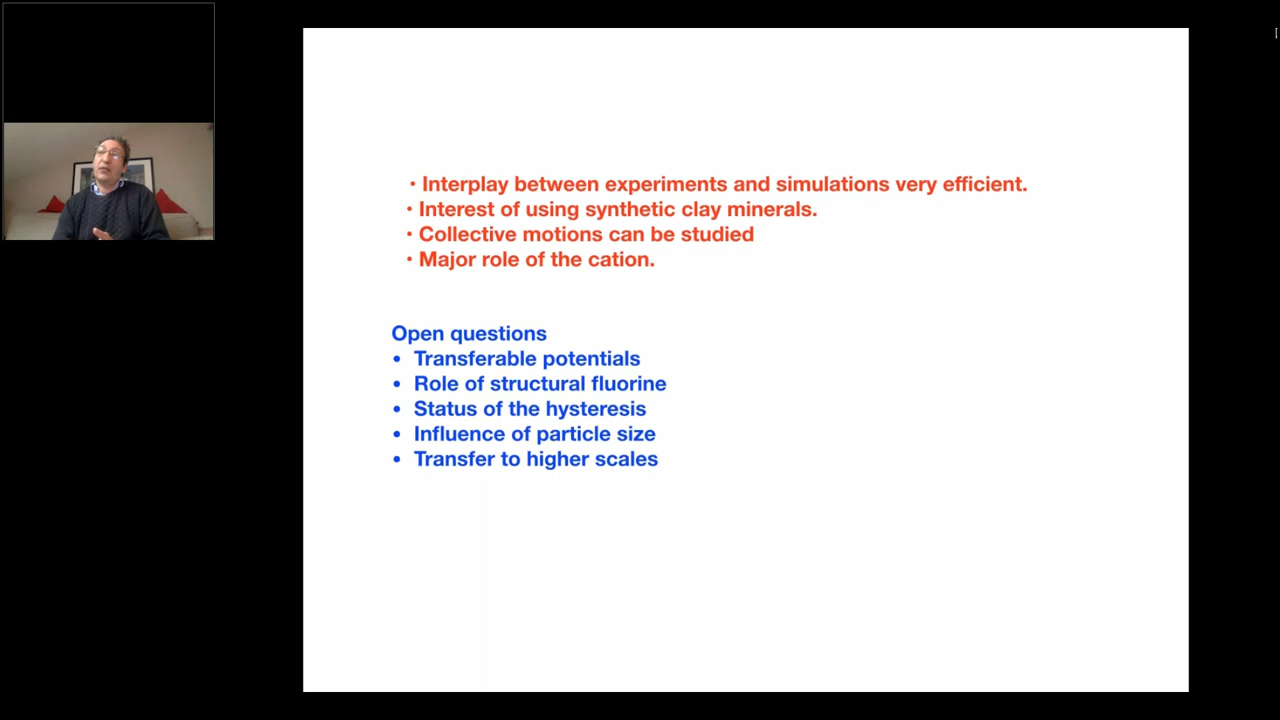 • Interplay between experiments and simulations very efficient.
• Interest of using synthetic clay minerals.
• Collective motions can be studied
• Major role of the cation.
Open questions
• Transferable potentials
• Role of structural fluorine
• Status of the hysteresis
• Influence of particle size
• Transfer to higher scales